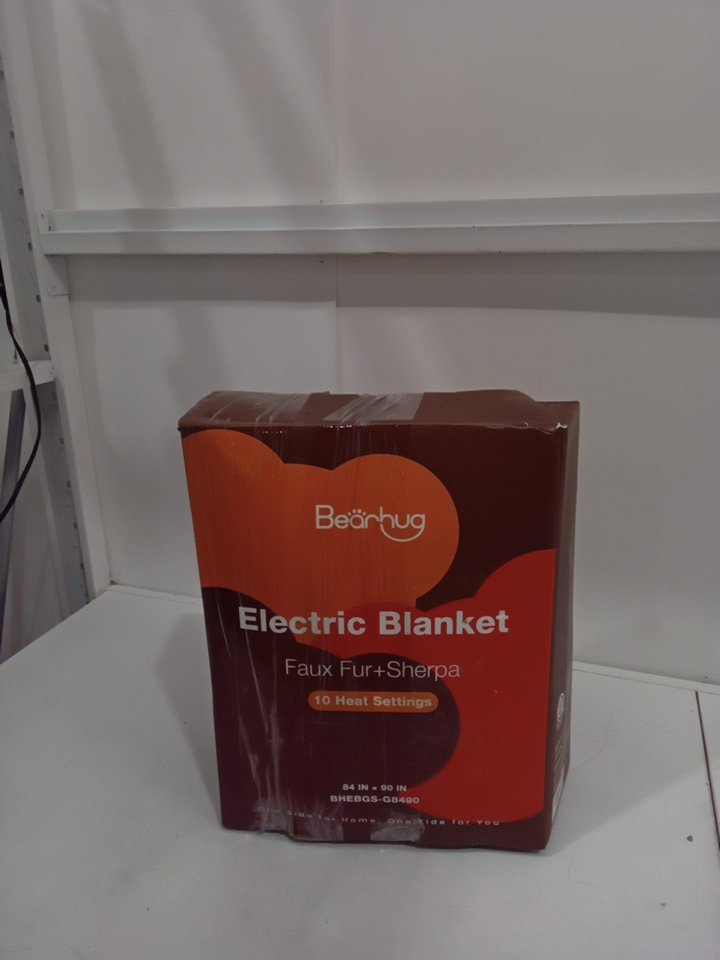 Bearhug
Electric Blanket
Faux Fur+Sherpa
10 Heat Settings
84 IN x 90 IN
BHEBGS-G8490
One Side for Home, One Side for You